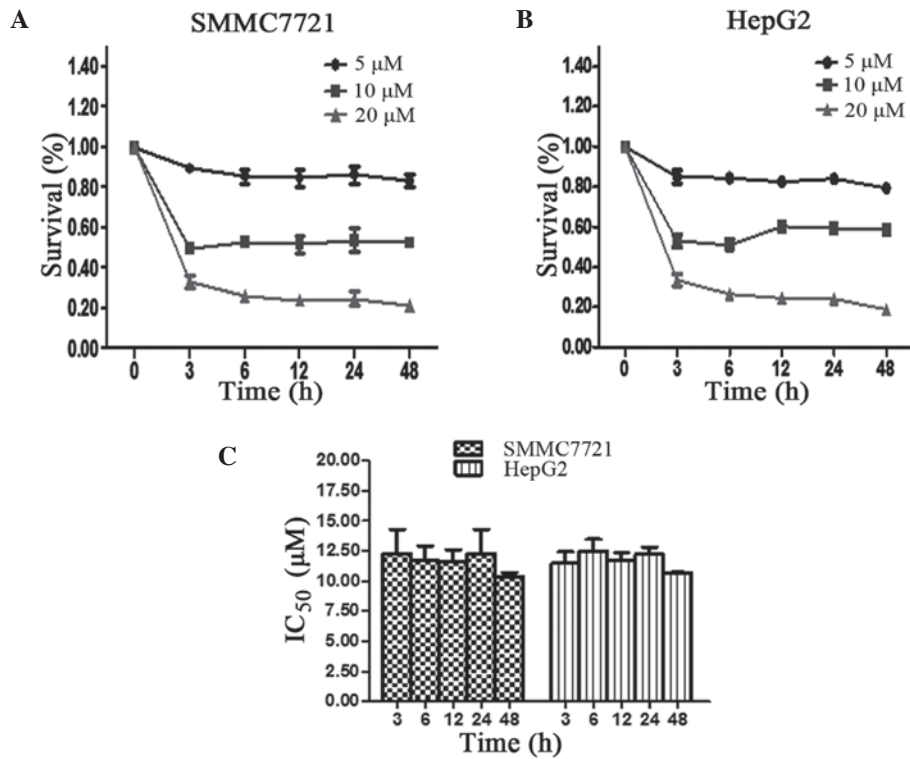 A
SMMC7721
5 μM
10 μM
20 μM
Survival (%)
1.40
1.20
1.00
0.80
0.60
0.40
0.20
0.00
0 3 6 12 24 48
Time (h)
B
HepG2
5 μM
10 μM
20 μM
Survival (%)
1.40
1.20
1.00
0.80
0.60
0.40
0.20
0.00
0 3 6 12 24 48
Time (h)
C
SMMC7721
HepG2
IC50 (μM)
20.00
17.50
15.00
12.50
10.00
7.50
5.00
2.50
0.00
3 6 12 24 48 3 6 12 24 48
Time (h)